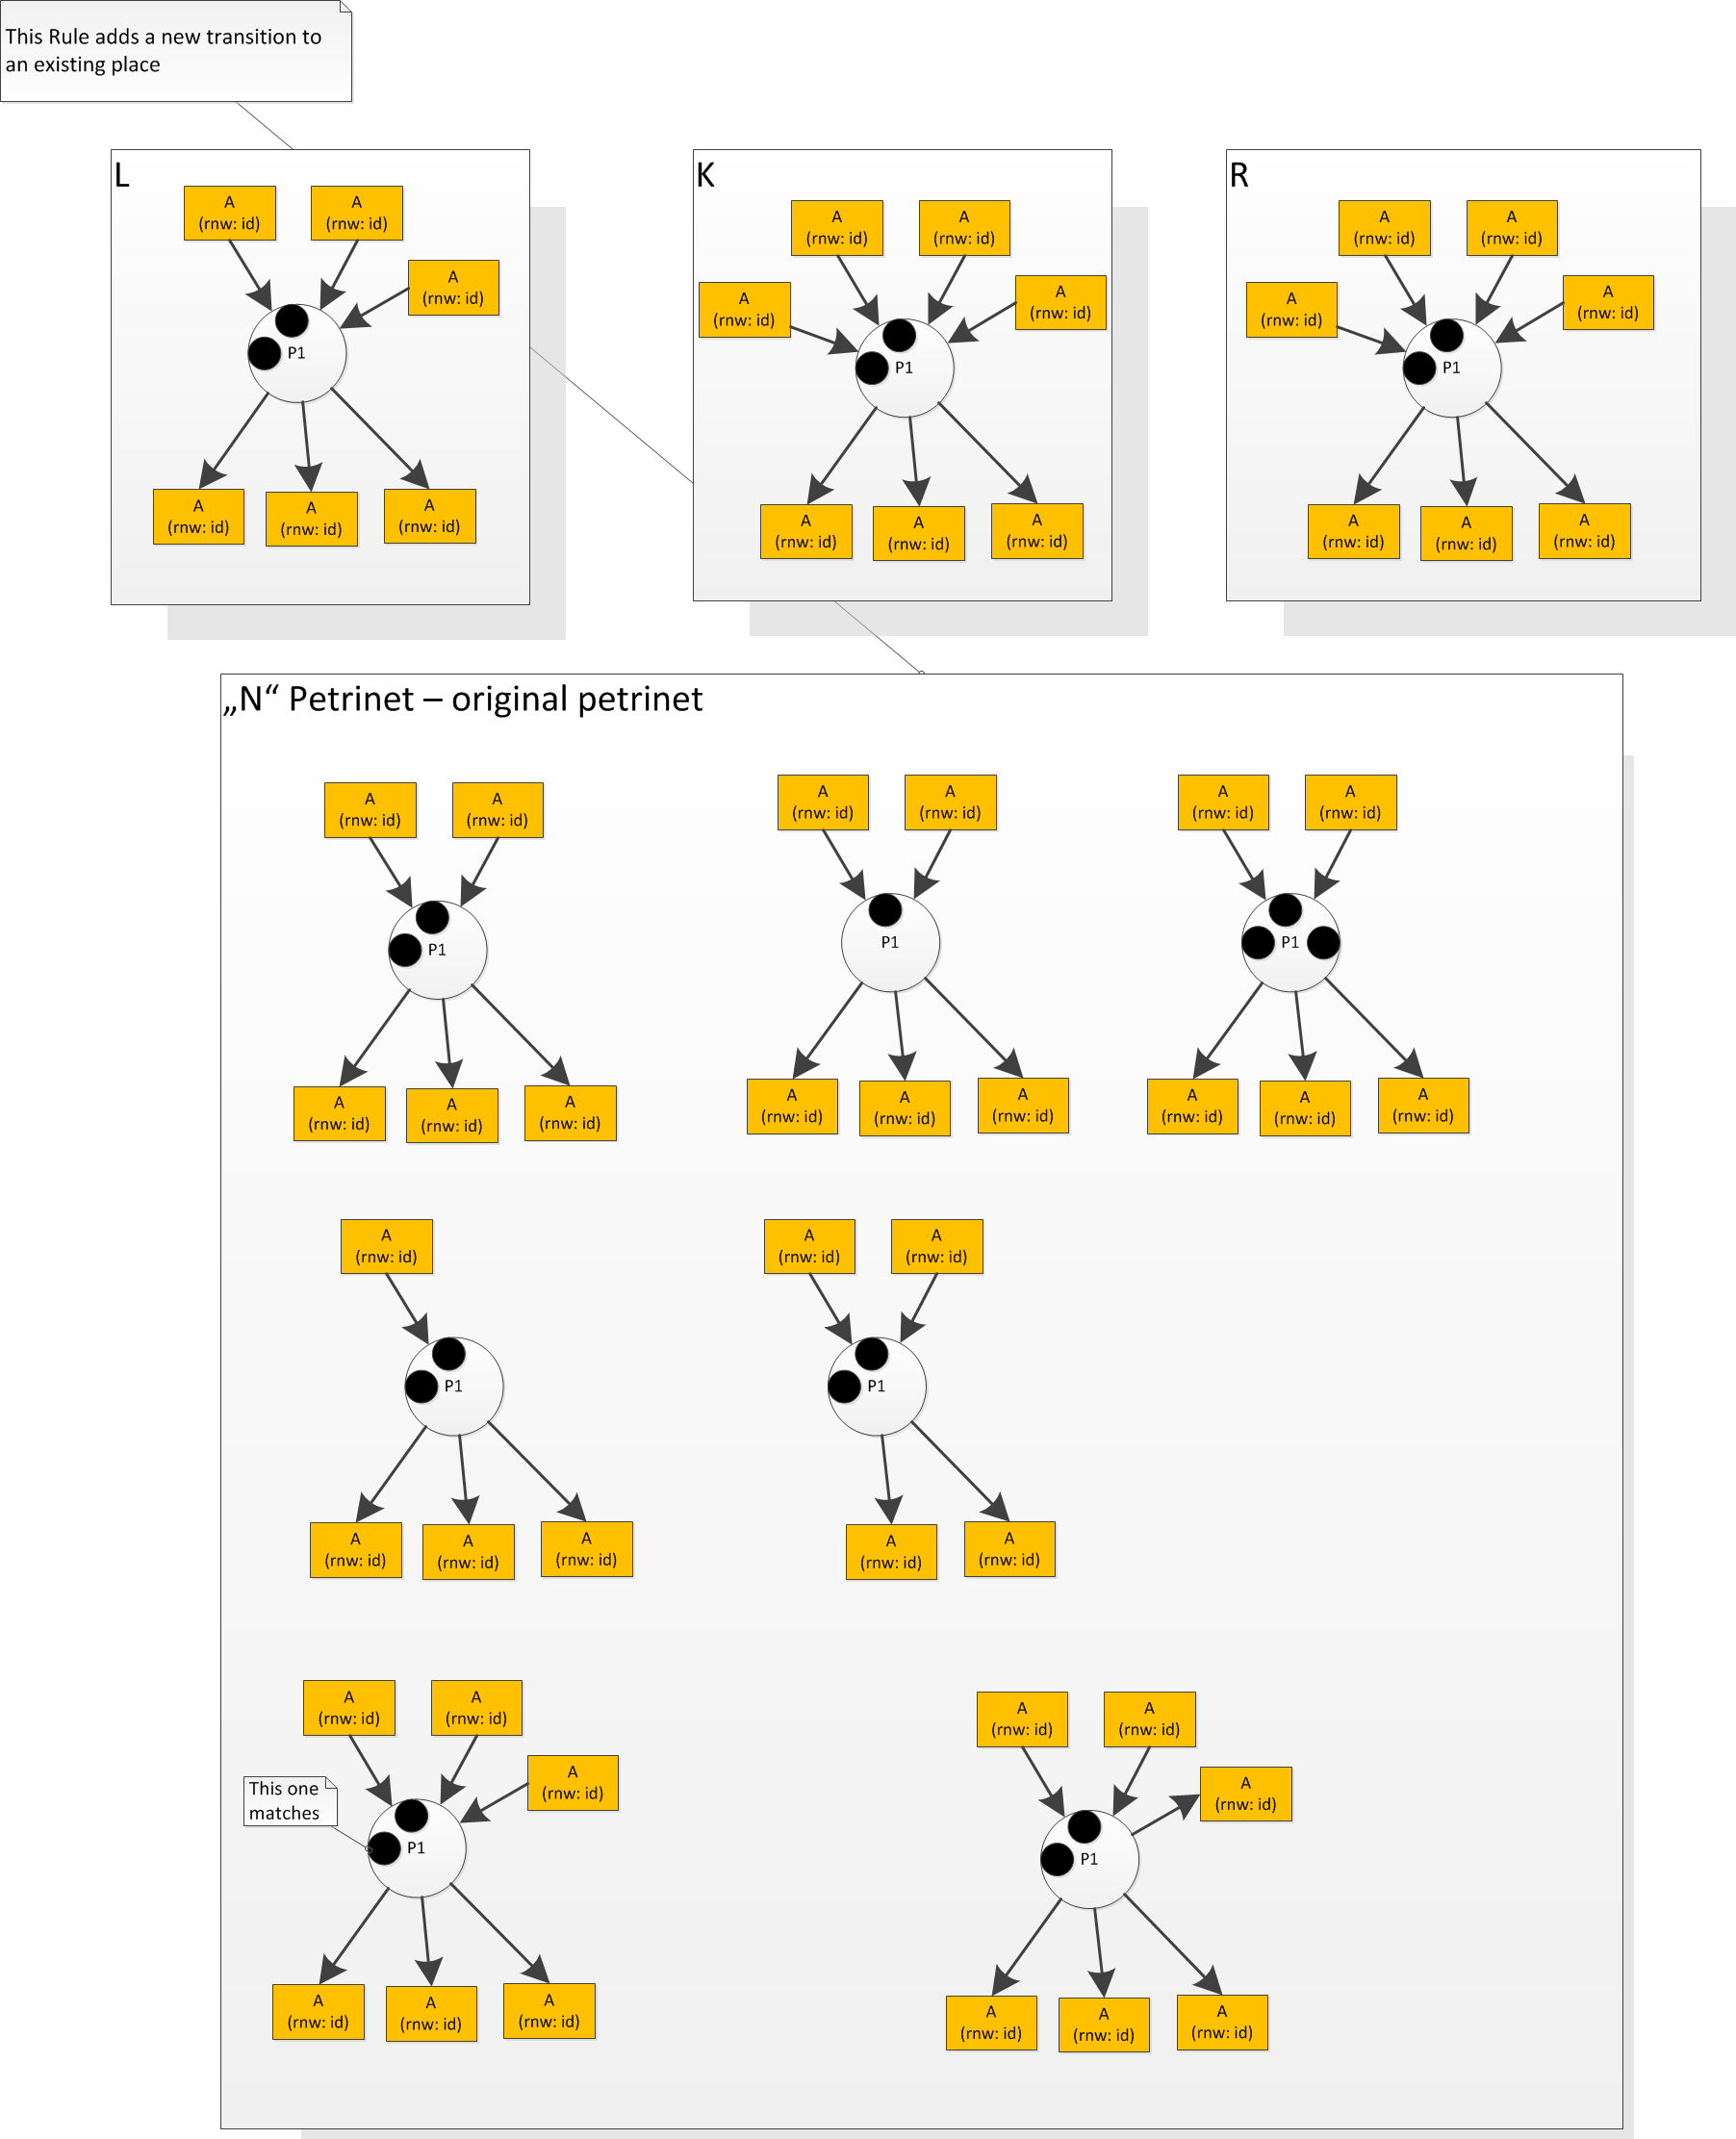 This Rule adds a new transition to
an existing place
L
A
(rnw: id)
A
(rnw: id)
A
(rnw: id)
P1
A
(rnw: id)
A
(rnw: id)
A
(rnw: id)
K
A
(rnw: id)
A
(rnw: id)
A
(rnw: id)
A
(rnw: id)
P1
A
(rnw: id)
A
(rnw: id)
A
(rnw: id)
R
A
(rnw: id)
A
(rnw: id)
A
(rnw: id)
A
(rnw: id)
P1
A
(rnw: id)
A
(rnw: id)
A
(rnw: id)
„N“ Petrinet – original petrinet
A
(rnw: id)
A
(rnw: id)
P1
A
(rnw: id)
A
(rnw: id)
A
(rnw: id)
A
(rnw: id)
A
(rnw: id)
P1
A
(rnw: id)
A
(rnw: id)
A
(rnw: id)
A
(rnw: id)
A
(rnw: id)
P1
A
(rnw: id)
A
(rnw: id)
A
(rnw: id)
A
(rnw: id)
P1
A
(rnw: id)
A
(rnw: id)
A
(rnw: id)
A
(rnw: id)
A
(rnw: id)
P1
A
(rnw: id)
A
(rnw: id)
A
(rnw: id)
A
(rnw: id)
A
(rnw: id)
This one
matches
P1
A
(rnw: id)
A
(rnw: id)
A
(rnw: id)
A
(rnw: id)
A
(rnw: id)
A
(rnw: id)
P1
A
(rnw: id)
A
(rnw: id)
A
(rnw: id)